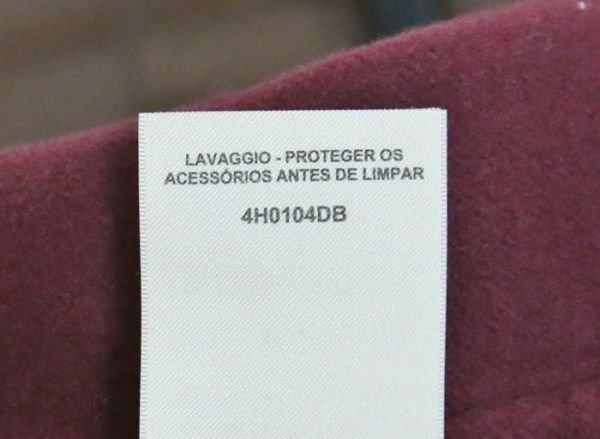 LAVAGGIO - PROTEGER OS
ACESSÓRIOS ANTES DE LIMPAR
4H0104DB